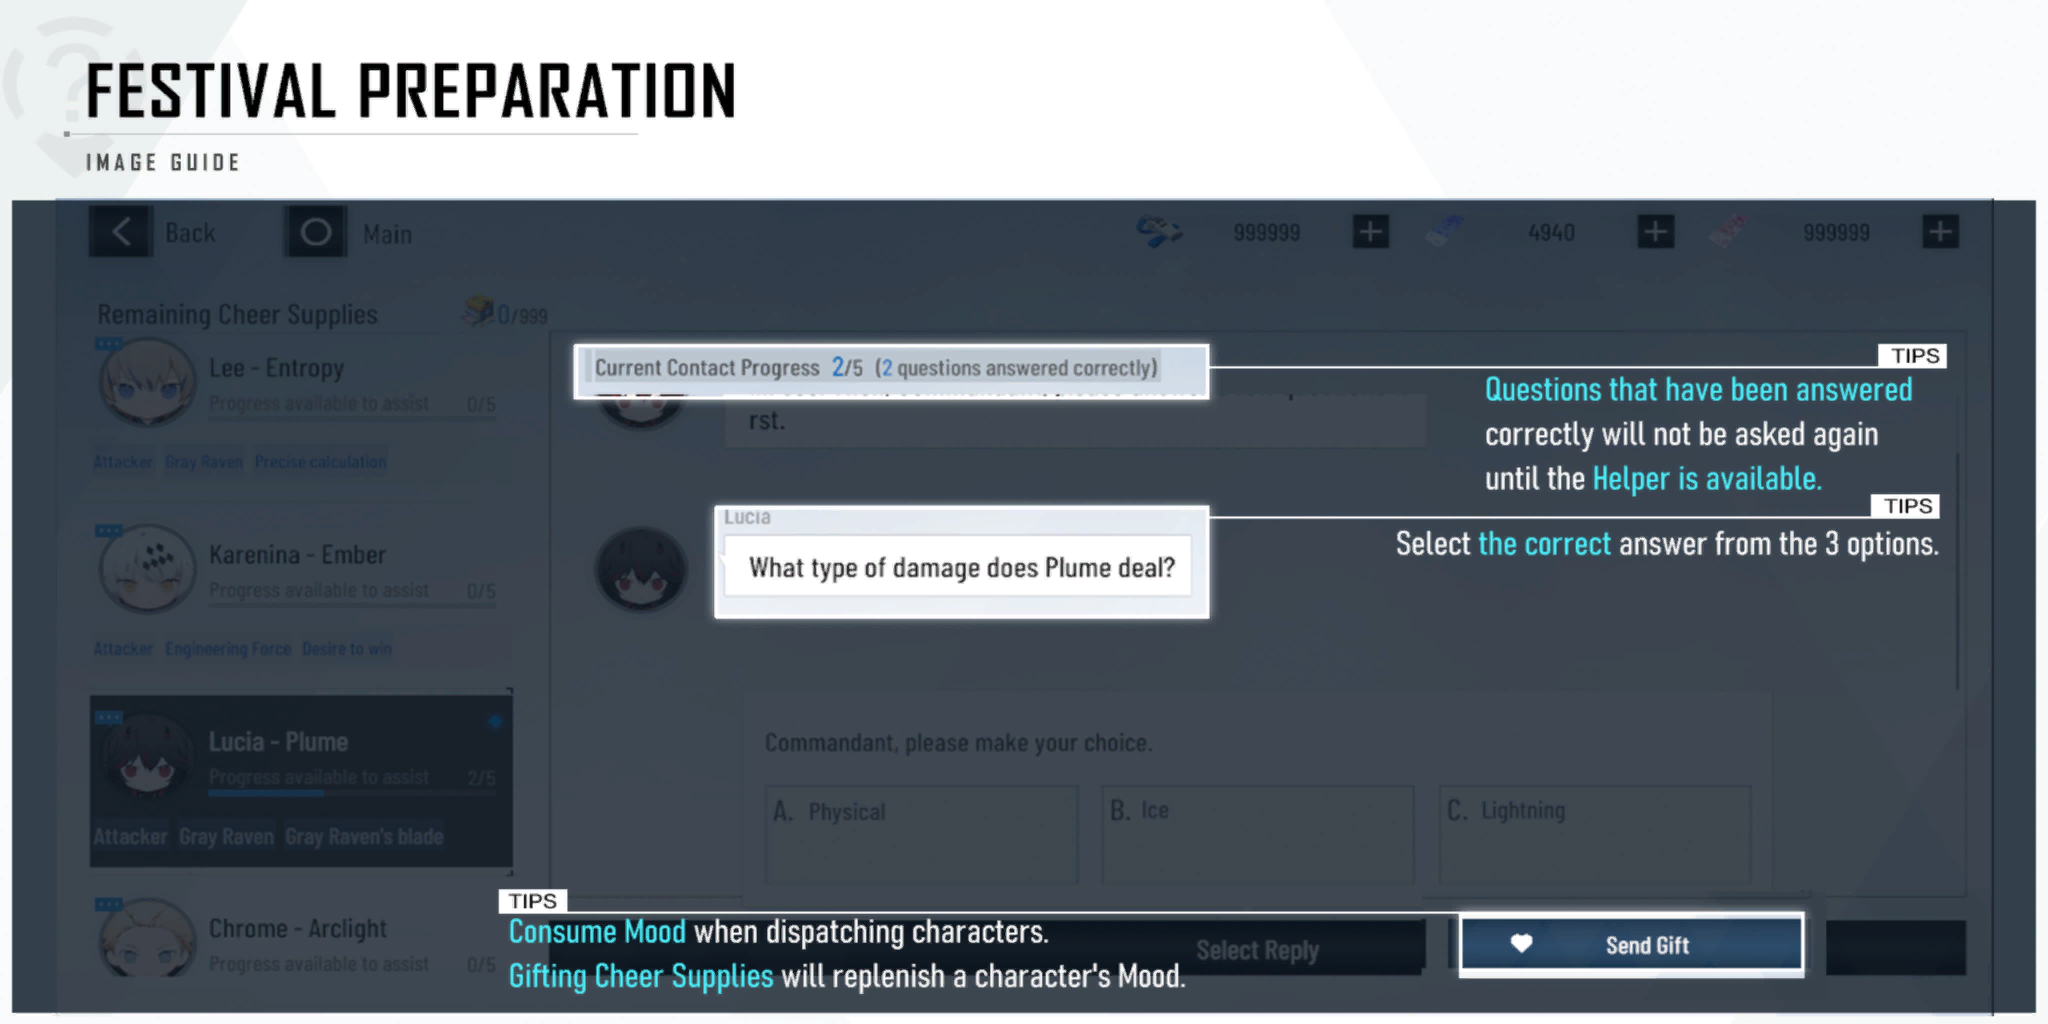 FESTIVAL PREPARATION
IMAGE GUIDE
Back
Main
999999
4940
999999
Remaining Cheer Supplies 0/999
Lee - Entropy
Progress available to assist 0/5
Attacker Gray Raven Precise calculation
Karenina - Ember
Progress available to assist 0/5
Attacker Engineering Force Desire to win
Lucia - Plume
Progress available to assist 2/5
Attacker Gray Raven Gray Raven's blade
Chrome - Arclight
Progress available to assist 0/5
Current Contact Progress 2/5 (2 questions answered correctly)
rst.
TIPS
Questions that have been answered
correctly will not be asked again
until the Helper is available.
Lucia
What type of damage does Plume deal?
TIPS
Select the correct answer from the 3 options.
Commandant, please make your choice.
A. Physical
B. Ice
C. Lightning
TIPS
Consume Mood when dispatching characters.
Gifting Cheer Supplies will replenish a character's Mood.
Select Reply
Send Gift